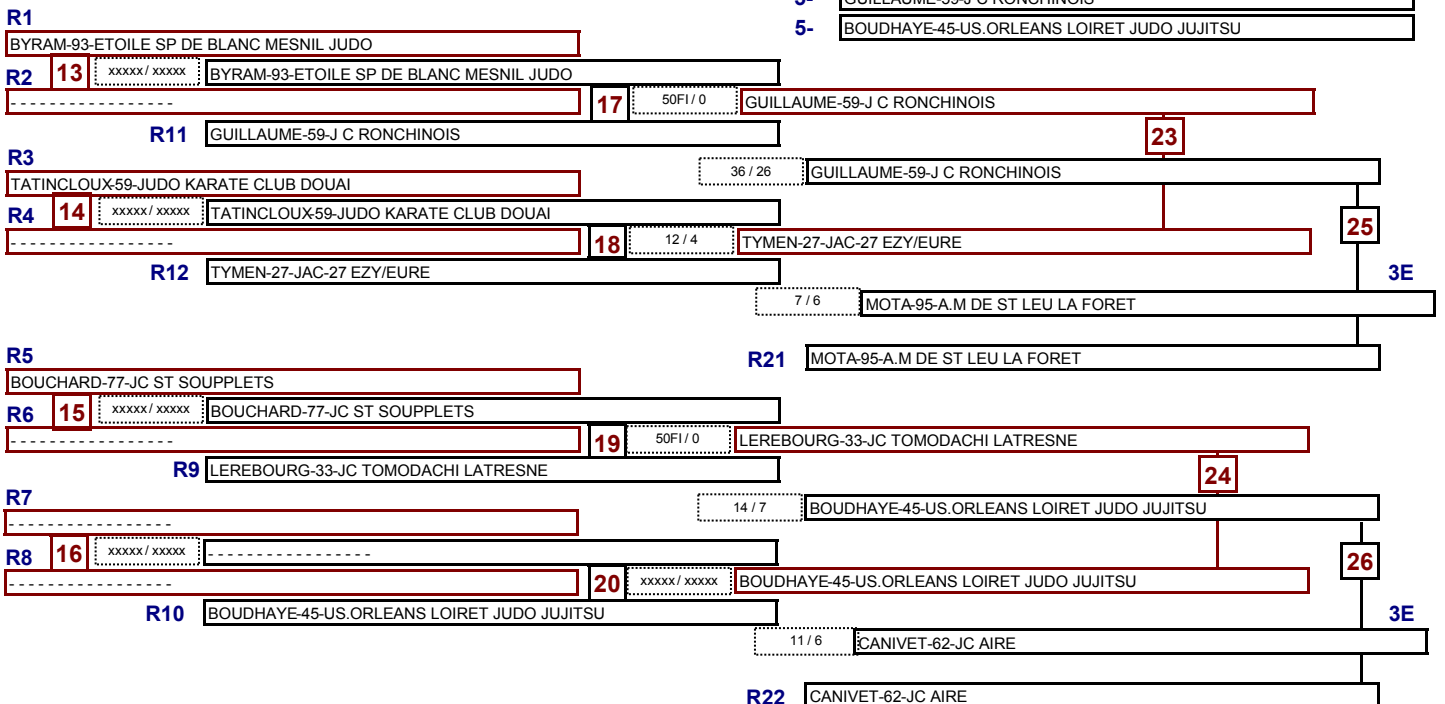 5- GUILLAUME-59-J C RONCHINOIS
R1
5- BOUDHAYE-45-US.ORLEANS LOIRET JUDO JUJITSU
BYRAM-93-ETOILE SP DE BLANC MESNIL JUDO
R2 13 xxxxx / xxxxx BYRAM-93-ETOILE SP DE BLANC MESNIL JUDO
- - - - - - - - - - - - - - - - - 17 50FI / 0 GUILLAUME-59-J C RONCHINOIS
R11 GUILLAUME-59-J C RONCHINOIS 23
R3
36 / 26 GUILLAUME-59-J C RONCHINOIS
TATINCLOUX-59-JUDO KARATE CLUB DOUAI
R4 14 xxxxx / xxxxx TATINCLOUX-59-JUDO KARATE CLUB DOUAI
25
- - - - - - - - - - - - - - - - - 18 12 / 4 TYMEN-27-JAC-27 EZY/EURE
R12 TYMEN-27-JAC-27 EZY/EURE 3E
7 / 6 MOTA-95-A.M DE ST LEU LA FORET
R5
R21 MOTA-95-A.M DE ST LEU LA FORET
BOUCHARD-77-JC ST SOUPPLETS
R6 15 xxxxx / xxxxx BOUCHARD-77-JC ST SOUPPLETS
- - - - - - - - - - - - - - - - - 19 50FI / 0 LEREBOURG-33-JC TOMODACHI LATRESNE
R9 LEREBOURG-33-JC TOMODACHI LATRESNE 24
R7
14 / 7 BOUDHAYE-45-US.ORLEANS LOIRET JUDO JUJITSU
- - - - - - - - - - - - - - - - -
R8 16 xxxxx / xxxxx - - - - - - - - - - - - - - - - -
26
- - - - - - - - - - - - - - - - - 20 xxxxx / xxxxx BOUDHAYE-45-US.ORLEANS LOIRET JUDO JUJITSU
R10 BOUDHAYE-45-US.ORLEANS LOIRET JUDO JUJITSU 3E
11 / 6 CANIVET-62-JC AIRE
R22 CANIVET-62-JC AIRE